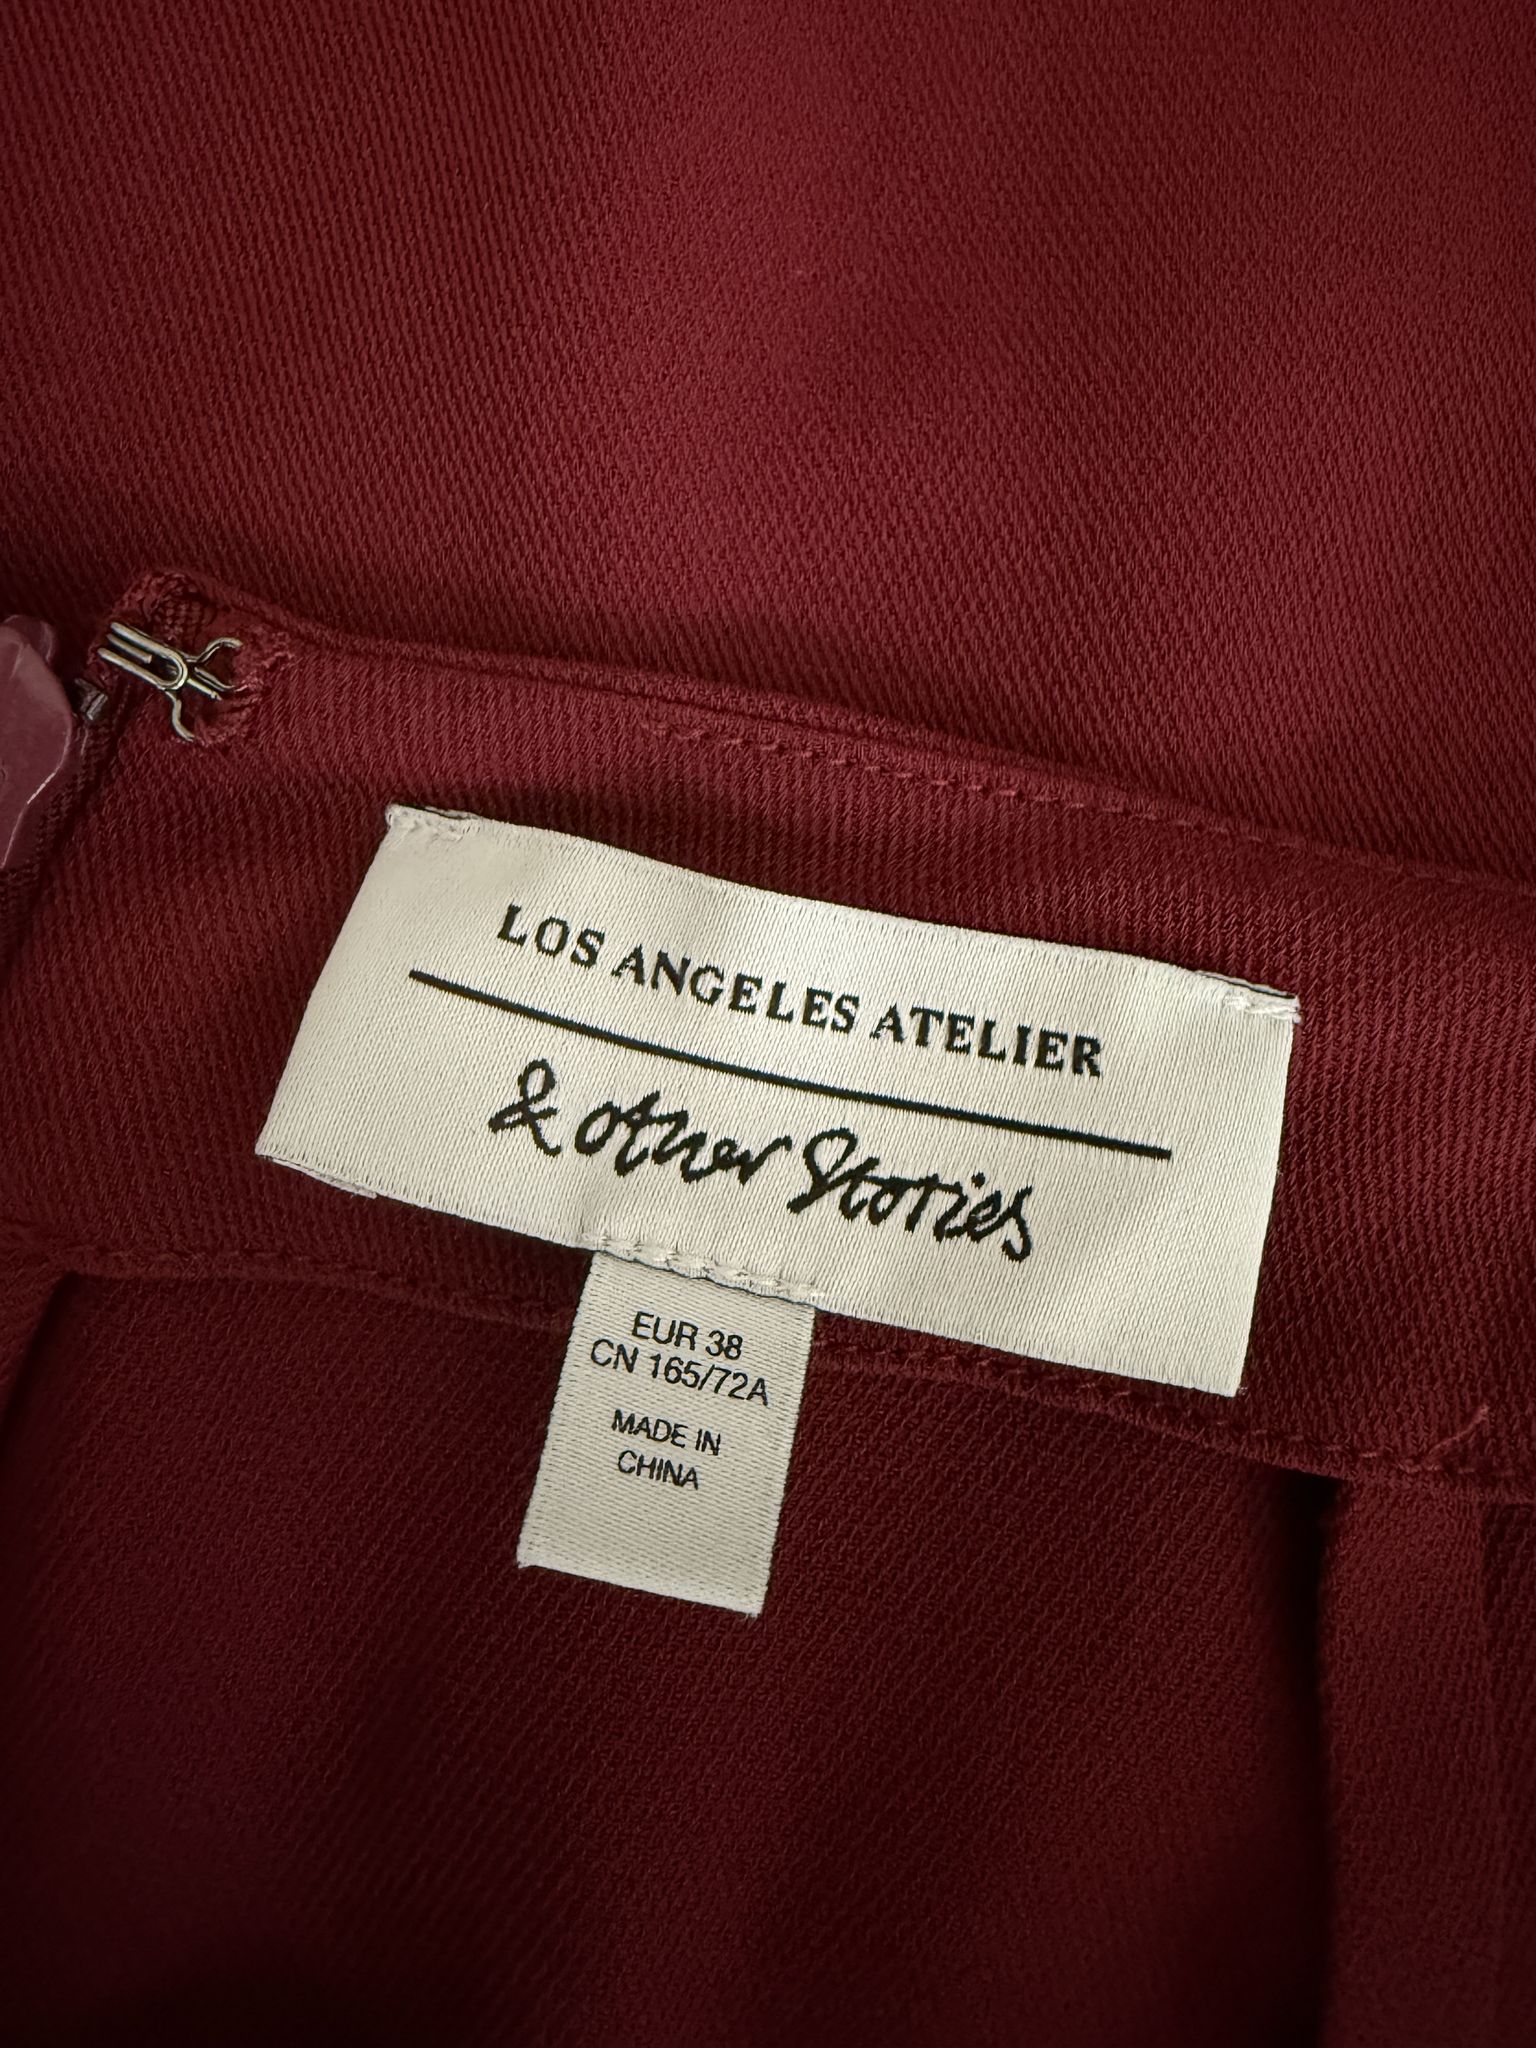 LOS ANGELES ATELIER
& other Stories
EUR 38
CN 165/72A
MADE IN
CHINA